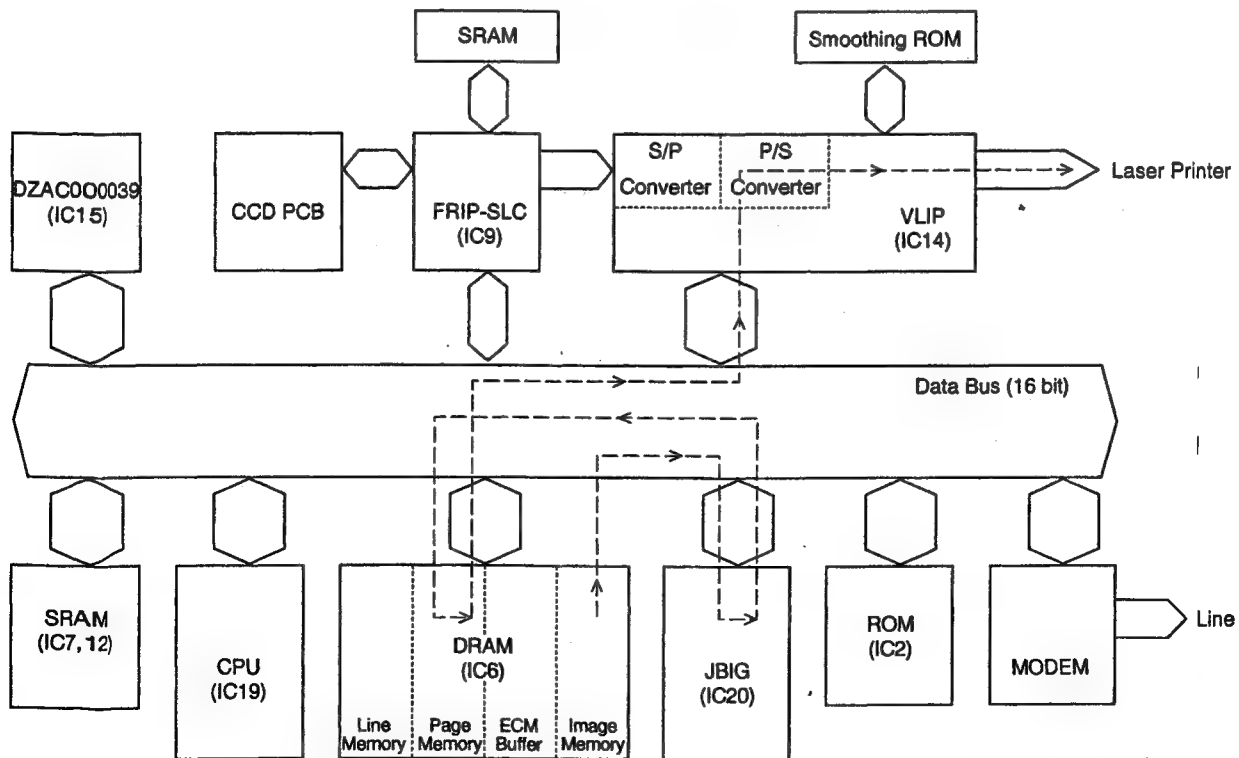 SRAM
Smoothing ROM
DZAC000039
(IC15)
CCD PCB
FRIP-SLC
(IC9)
S/P
Converter
P/S
Converter
VLIP
(IC14)
Laser Printer
Data Bus (16 bit)
SRAM
(IC7, 12)
CPU
(IC19)
DRAM
(IC6)
Line
Memory
Page
Memory
ECM
Buffer
Image
Memory
JBIG
(IC20)
ROM
(IC2)
MODEM
Line